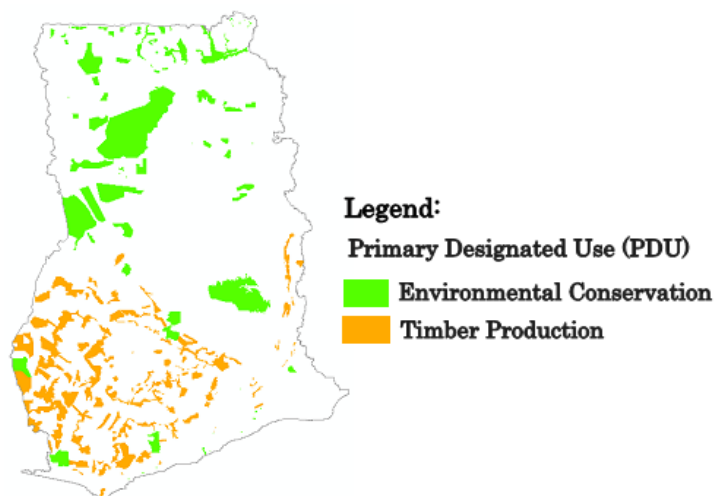 Legend:
Primary Designated Use (PDU)
Environmental Conservation
Timber Production